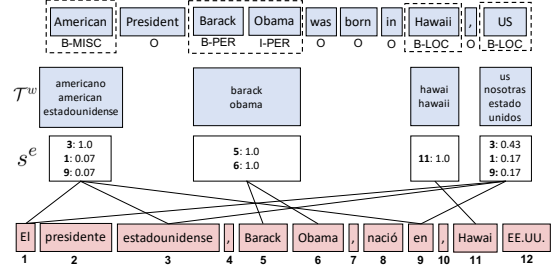 American President Barack Obama was born in Hawaii , US
B-MISC O B-PER I-PER O O O B-LOC O B-LOC
𝒯ʷ
americano
american
estadounidense
barack
obama
hawai
hawaii
us
nosotras
estado
unidos
sᵉ
3: 1.0
1: 0.07
9: 0.07
5: 1.0
6: 1.0
11: 1.0
3: 0.43
1: 0.17
9: 0.17
El presidente estadounidense , Barack Obama , nació en , Hawai EE.UU.
1 2 3 4 5 6 7 8 9 10 11 12